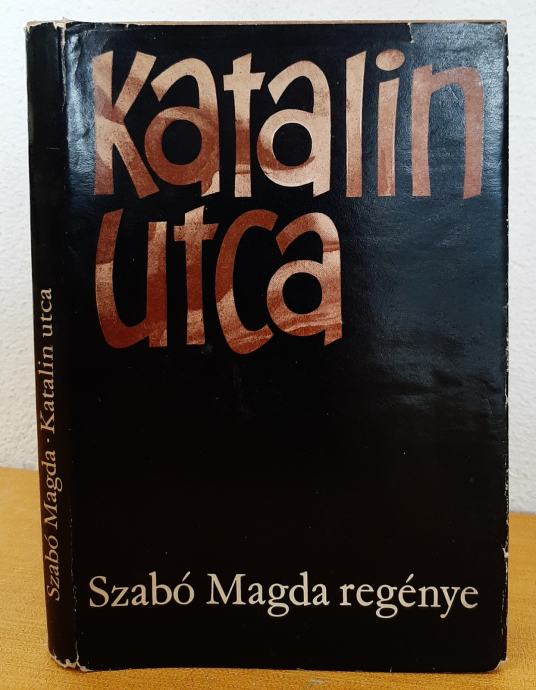 Katalin
utca
Szabó Magda regénye
Szabó Magda · Katalin utca